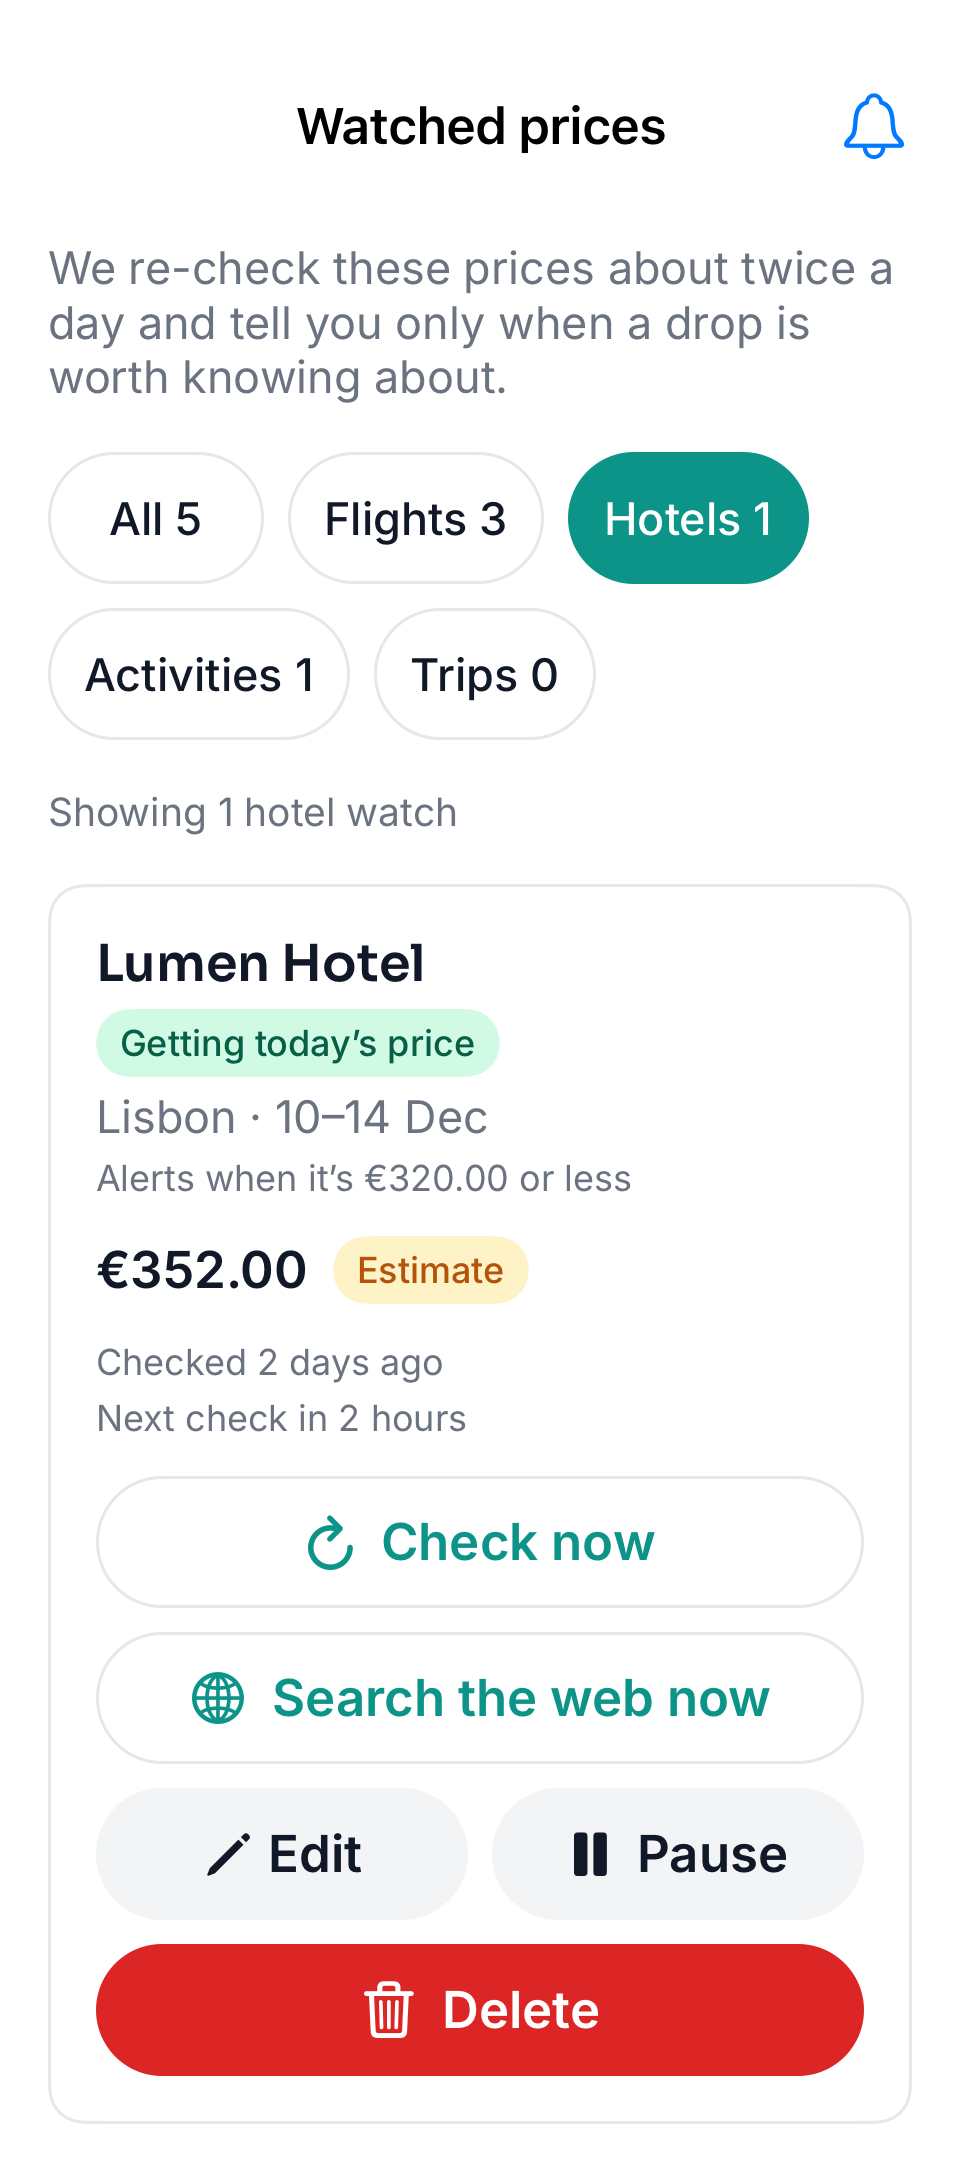 Watched prices
We re-check these prices about twice a
day and tell you only when a drop is
worth knowing about.
All 5
Flights 3
Hotels 1
Activities 1
Trips 0
Showing 1 hotel watch
Lumen Hotel
Getting today’s price
Lisbon · 10–14 Dec
Alerts when it’s €320.00 or less
€352.00
Estimate
Checked 2 days ago
Next check in 2 hours
Check now
Search the web now
Edit
Pause
Delete